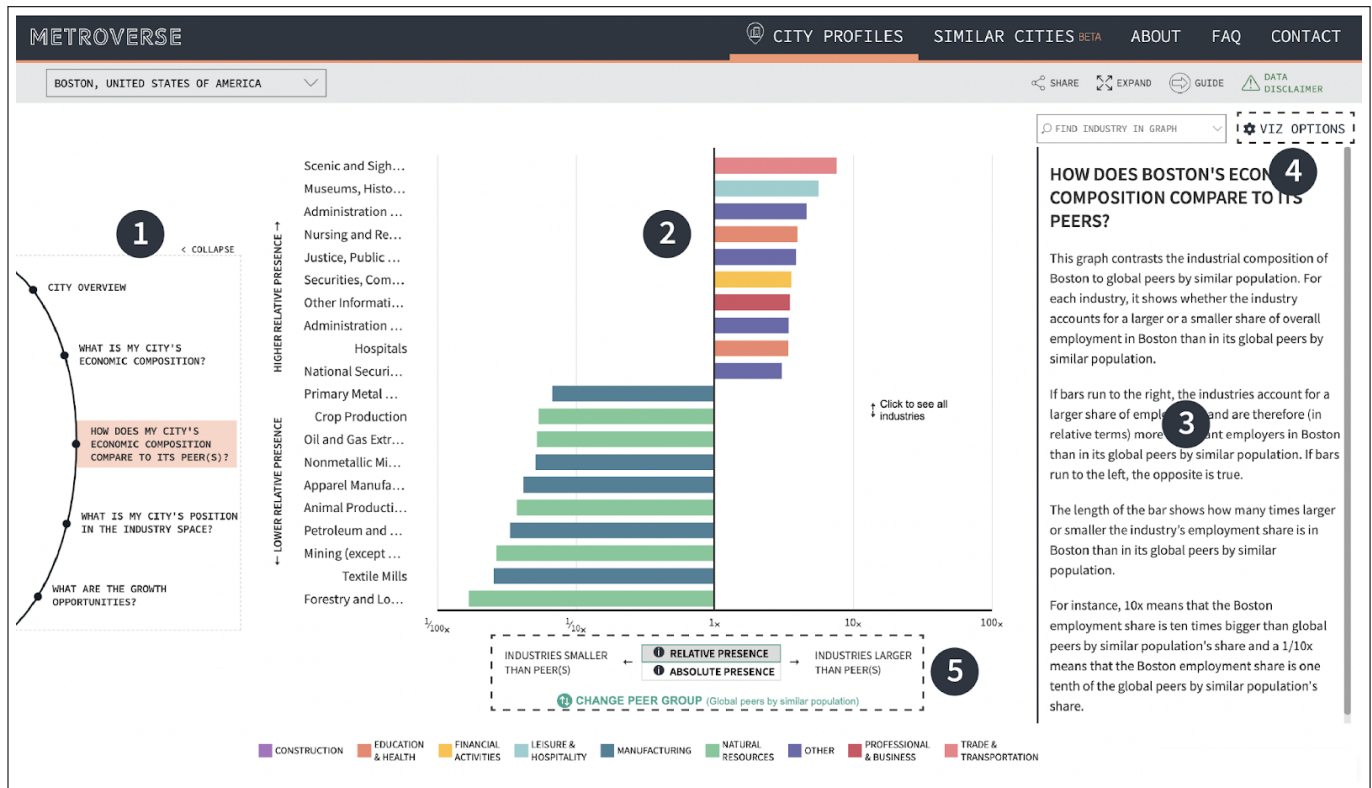 METROVERSE
CITY PROFILES
SIMILAR CITIES BETA
ABOUT
FAQ
CONTACT
BOSTON, UNITED STATES OF AMERICA
SHARE
EXPAND
GUIDE
DATA
DISCLAIMER
FIND INDUSTRY IN GRAPH
VIZ OPTIONS
1
< COLLAPSE
CITY OVERVIEW
WHAT IS MY CITY'S
ECONOMIC COMPOSITION?
HOW DOES MY CITY'S
ECONOMIC COMPOSITION
COMPARE TO ITS PEER(S)?
WHAT IS MY CITY'S POSITION
IN THE INDUSTRY SPACE?
WHAT ARE THE GROWTH
OPPORTUNITIES?
HIGHER RELATIVE PRESENCE →
← LOWER RELATIVE PRESENCE
2
Scenic and Sigh...
Museums, Histo...
Administration ...
Nursing and Re...
Justice, Public ...
Securities, Com...
Other Informati...
Administration ...
Hospitals
National Securi...
Primary Metal ...
Crop Production
Oil and Gas Extr...
Nonmetallic Mi...
Apparel Manufa...
Animal Producti...
Petroleum and ...
Mining (except ...
Textile Mills
Forestry and Lo...
Click to see all
industries
1/100x
1/10x
1x
10x
100x
INDUSTRIES SMALLER
THAN PEER(S)
←
RELATIVE PRESENCE
ABSOLUTE PRESENCE
→
INDUSTRIES LARGER
THAN PEER(S)
CHANGE PEER GROUP (Global peers by similar population)
5
4
HOW DOES BOSTON'S ECON
COMPOSITION COMPARE TO ITS
PEERS?
This graph contrasts the industrial composition of
Boston to global peers by similar population. For
each industry, it shows whether the industry
accounts for a larger or a smaller share of overall
employment in Boston than in its global peers by
similar population.
3
If bars run to the right, the industries account for a
larger share of and are therefore (in
relative terms) more employers in Boston
than in its global peers by similar population. If bars
run to the left, the opposite is true.
The length of the bar shows how many times larger
or smaller the industry's employment share is in
Boston than in its global peers by similar
population.
For instance, 10x means that the Boston
employment share is ten times bigger than global
peers by similar population's share and a 1/10x
means that the Boston employment share is one
tenth of the global peers by similar population's
share.
CONSTRUCTION
EDUCATION
& HEALTH
FINANCIAL
ACTIVITIES
LEISURE &
HOSPITALITY
MANUFACTURING
NATURAL
RESOURCES
OTHER
PROFESSIONAL
& BUSINESS
TRADE &
TRANSPORTATION